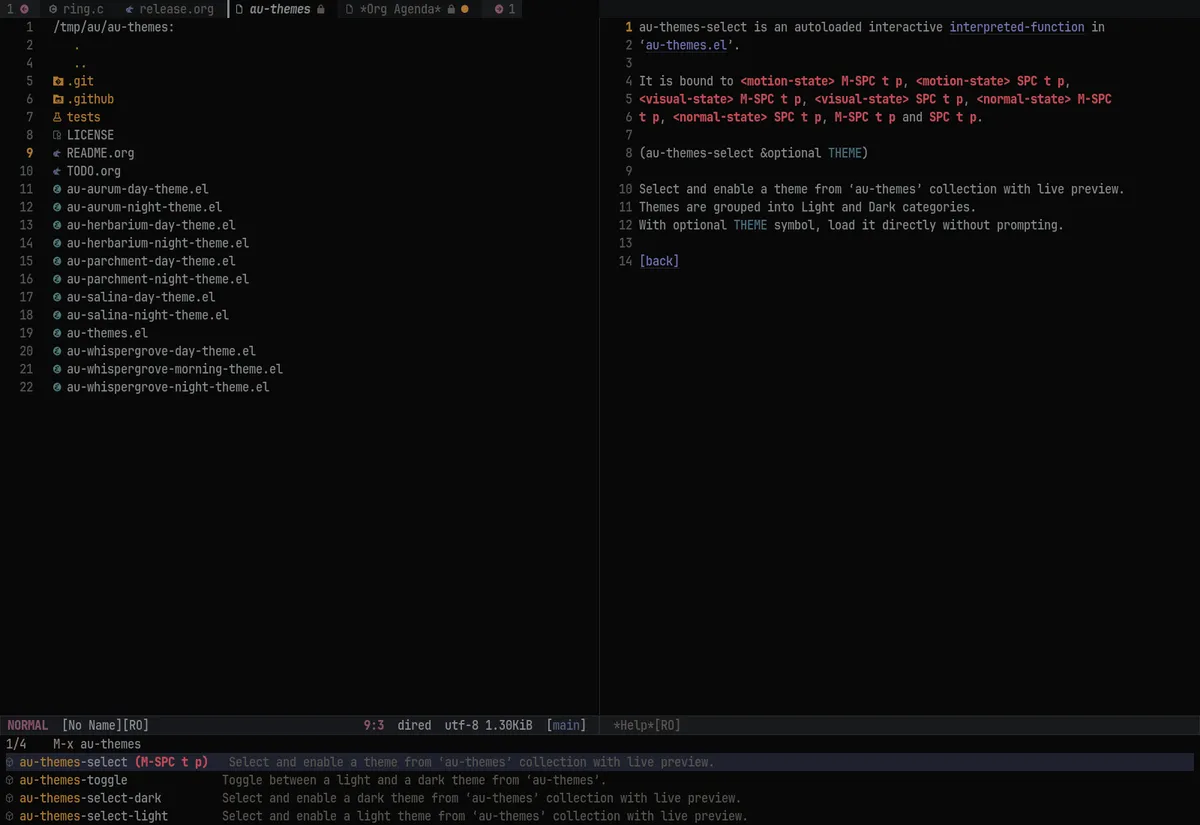 1 ring.c release.org au-themes *Org Agenda* 1
1 /tmp/au/au-themes:
2 .
4 ..
5 .git
6 .github
7 tests
8 LICENSE
9 README.org
10 TODO.org
11 au-aurum-day-theme.el
12 au-aurum-night-theme.el
13 au-herbarium-day-theme.el
14 au-herbarium-night-theme.el
15 au-parchment-day-theme.el
16 au-parchment-night-theme.el
17 au-salina-day-theme.el
18 au-salina-night-theme.el
19 au-themes.el
20 au-whispergrove-day-theme.el
21 au-whispergrove-morning-theme.el
22 au-whispergrove-night-theme.el
1 au-themes-select is an autoloaded interactive interpreted-function in
2 ‘au-themes.el’.
3
4 It is bound to <motion-state> M-SPC t p, <motion-state> SPC t p,
5 <visual-state> M-SPC t p, <visual-state> SPC t p, <normal-state> M-SPC
6 t p, <normal-state> SPC t p, M-SPC t p and SPC t p.
7
8 (au-themes-select &optional THEME)
9
10 Select and enable a theme from ‘au-themes’ collection with live preview.
11 Themes are grouped into Light and Dark categories.
12 With optional THEME symbol, load it directly without prompting.
13
14 [back]
NORMAL [No Name][RO] 9:3 dired utf-8 1.30KiB [main] *Help*[RO]
1/4 M-x au-themes
au-themes-select (M-SPC t p) Select and enable a theme from ‘au-themes’ collection with live preview.
au-themes-toggle Toggle between a light and a dark theme from ‘au-themes’.
au-themes-select-dark Select and enable a dark theme from ‘au-themes’ collection with live preview.
au-themes-select-light Select and enable a light theme from ‘au-themes’ collection with live preview.